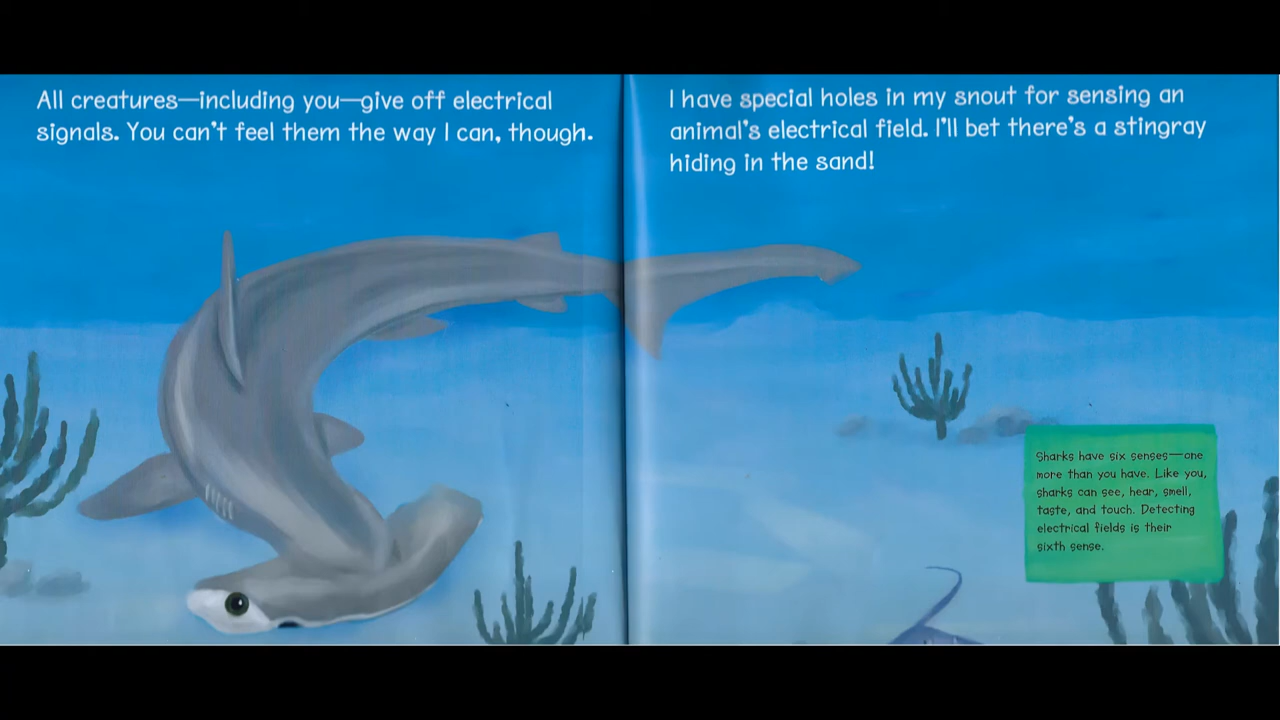 All creatures—including you—give off electrical
signals. You can't feel them the way I can, though.
I have special holes in my snout for sensing an
animal's electrical field. I'll bet there's a stingray
hiding in the sand!
Sharks have six senses—one
more than you have. Like you,
sharks can see, hear, smell,
taste, and touch. Detecting
electrical fields is their
sixth sense.